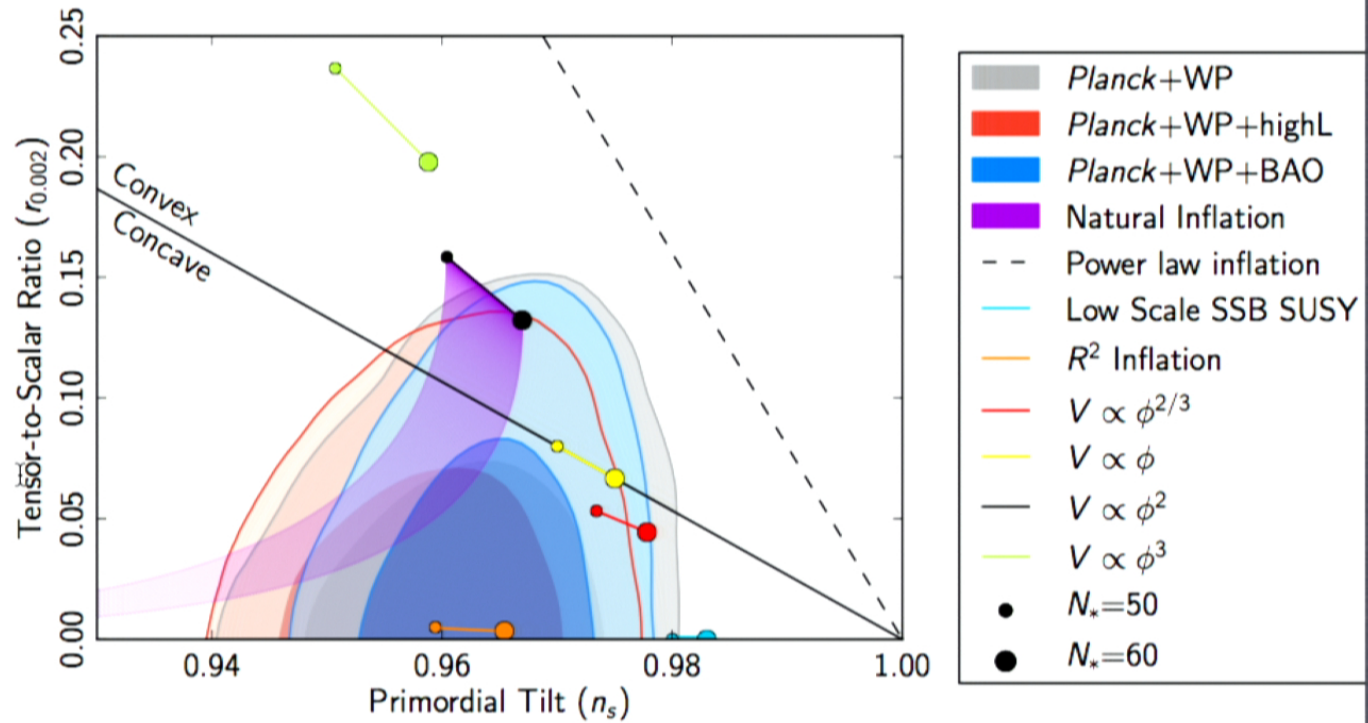 0.25
0.20
0.15
0.10
0.05
0.00
Tensor-to-Scalar Ratio (r₀.₀₀₂)
Convex
Concave
0.94 0.96 0.98 1.00
Primordial Tilt (nₛ)
Planck+WP
Planck+WP+highL
Planck+WP+BAO
Natural Inflation
Power law inflation
Low Scale SSB SUSY
R² Inflation
V ∝ ϕ²/³
V ∝ ϕ
V ∝ ϕ²
V ∝ ϕ³
N*=50
N*=60